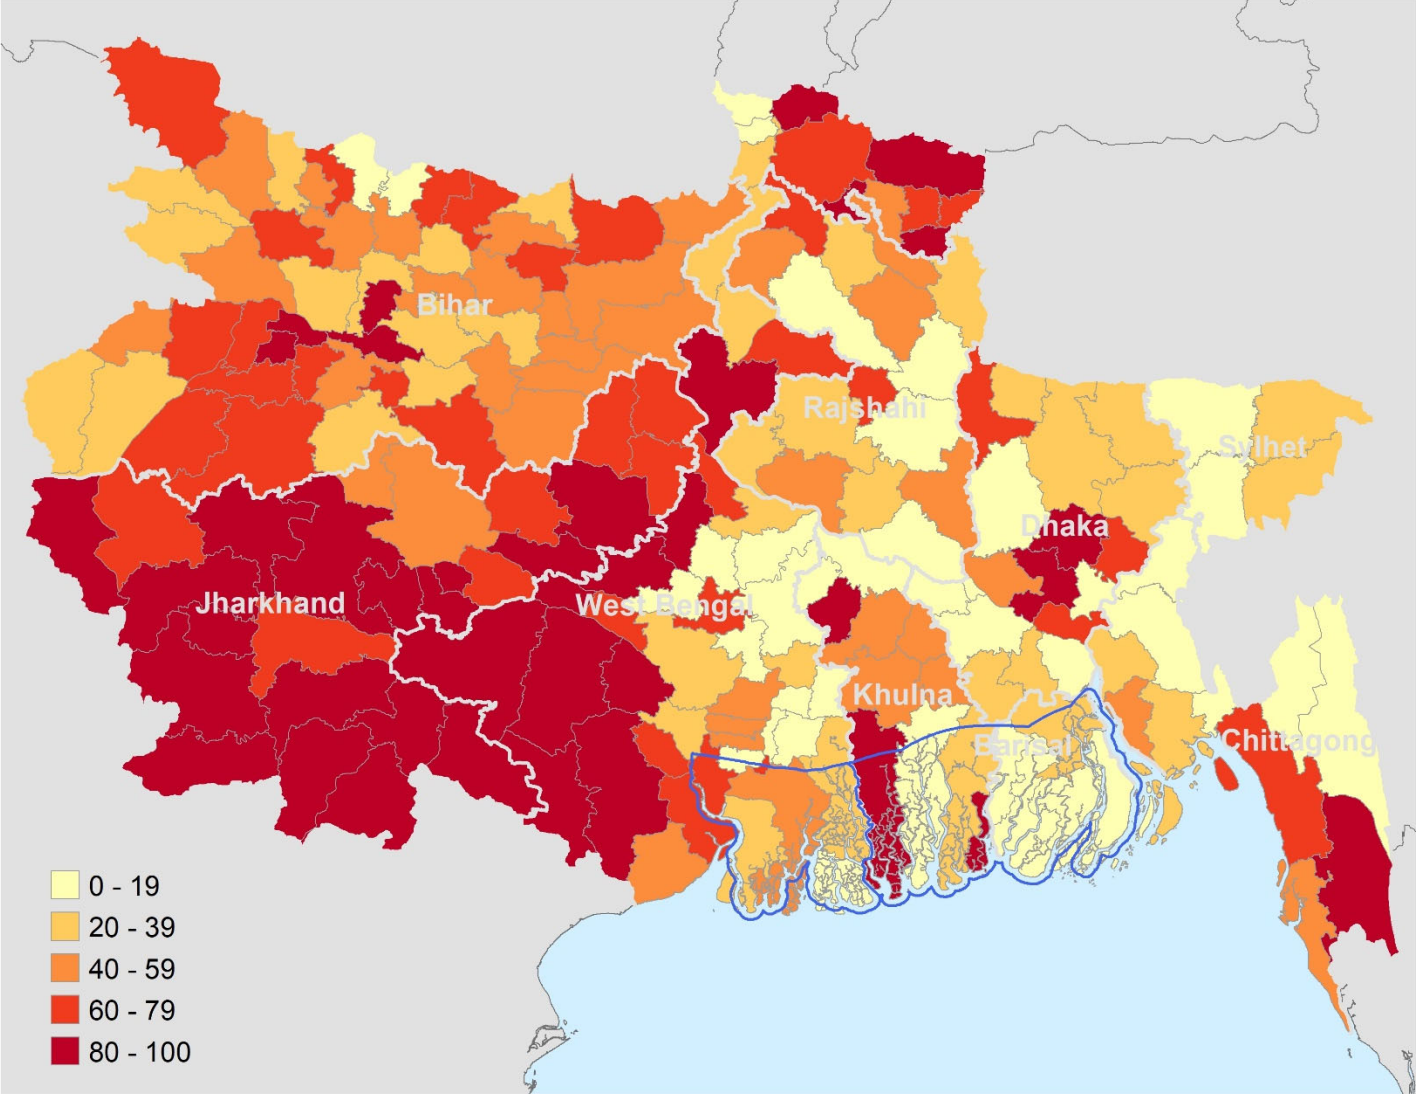 Bihar
Rajshahi
Sylhet
Dhaka
Jharkhand
West Bengal
Khulna
Barisal
Chittagong
0 - 19
20 - 39
40 - 59
60 - 79
80 - 100